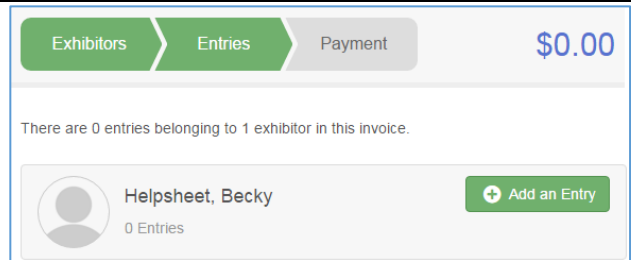 Exhibitors Entries Payment $0.00
There are 0 entries belonging to 1 exhibitor in this invoice.
Helpsheet, Becky Add an Entry
0 Entries